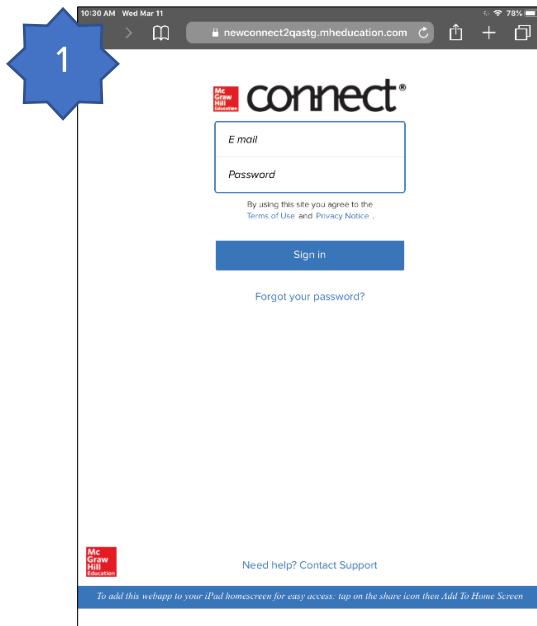 10:30 AM Wed Mar 11
78%
newconnect2qastg.mheducation.com
1
Mc
Graw
Hill
Education
connect®
E mail
Password
By using this site you agree to the
Terms of Use and Privacy Notice .
Sign in
Forgot your password?
Mc
Graw
Hill
Education
Need help? Contact Support
To add this webapp to your iPad homescreen for easy access: tap on the share icon then Add To Home Screen